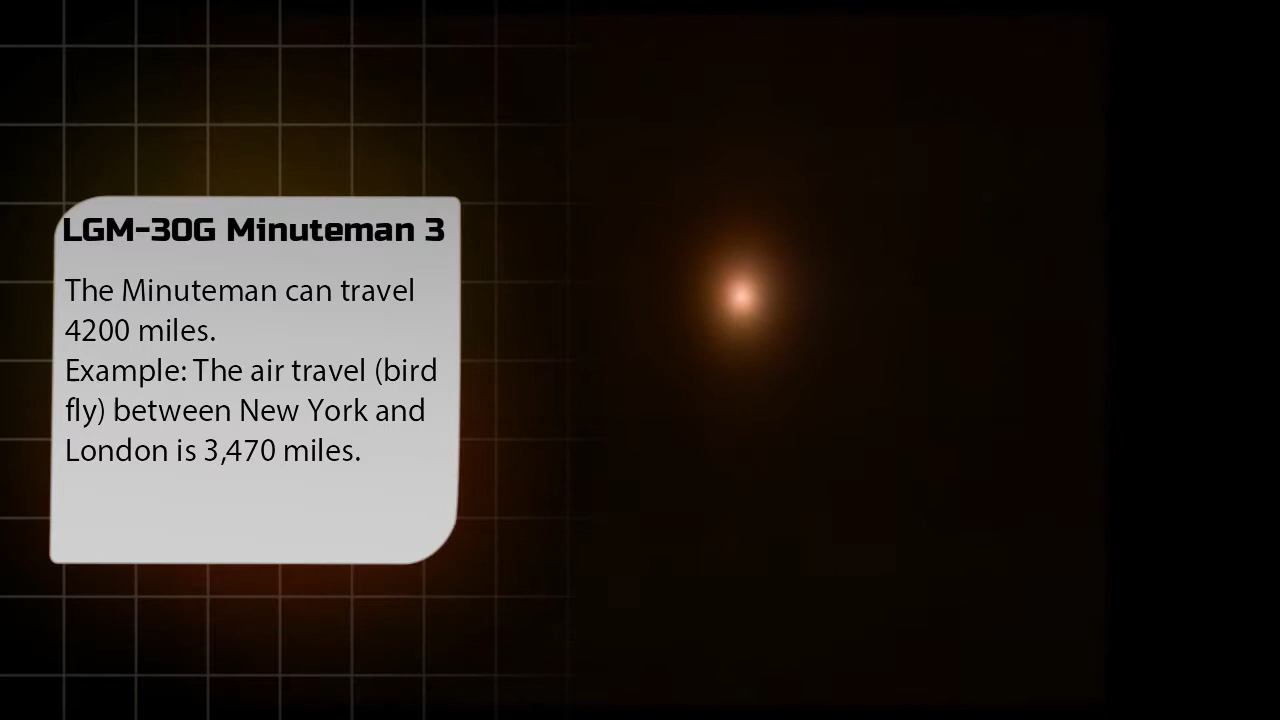 LGM-30G Minuteman 3
The Minuteman can travel
4200 miles.
Example: The air travel (bird
fly) between New York and
London is 3,470 miles.